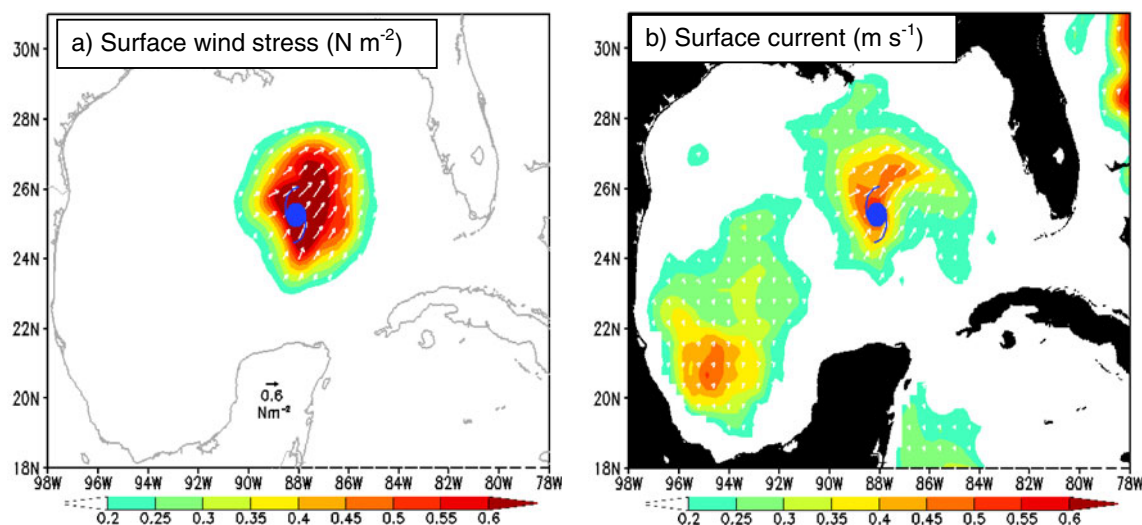 a) Surface wind stress (N m⁻²)
30N
28N
26N
24N
22N
20N
18N
0.6
Nm⁻²
98W 96W 94W 92W 90W 88W 86W 84W 82W 80W 78W
0.2 0.25 0.3 0.35 0.4 0.45 0.5 0.55 0.6
b) Surface current (m s⁻¹)
30N
28N
26N
24N
22N
20N
18N
98W 96W 94W 92W 90W 88W 86W 84W 82W 80W 78W
0.2 0.25 0.3 0.35 0.4 0.45 0.5 0.55 0.6